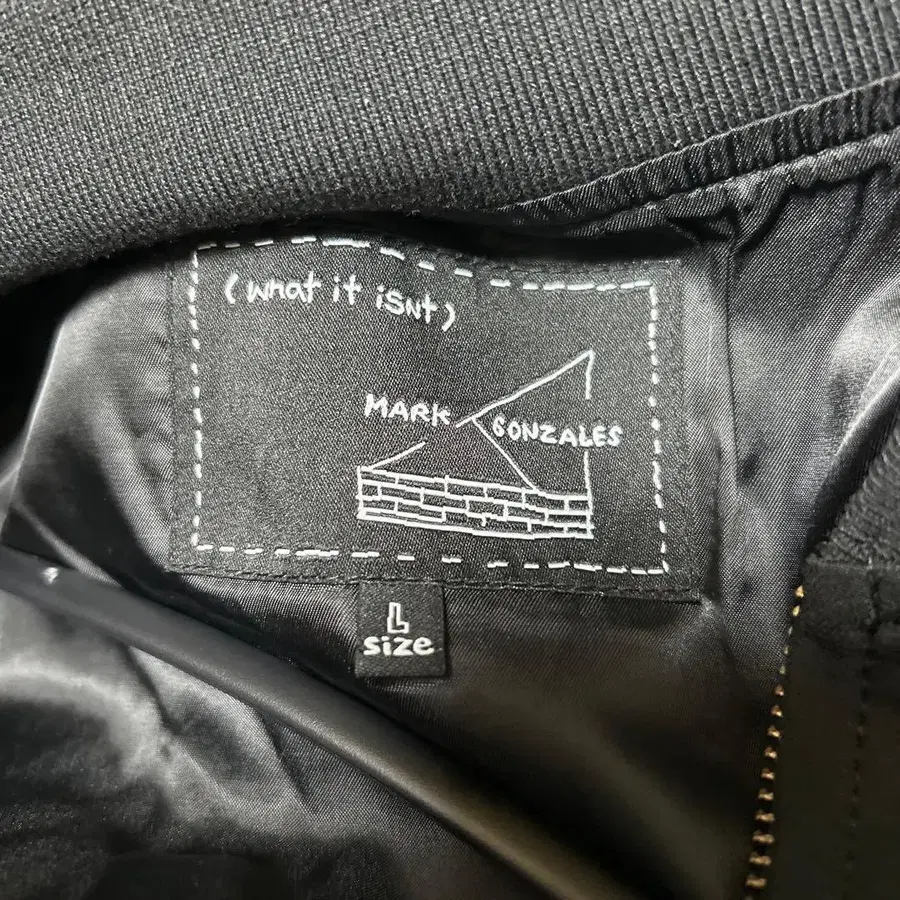 (what it isnt)
MARK GONZALES
L
size